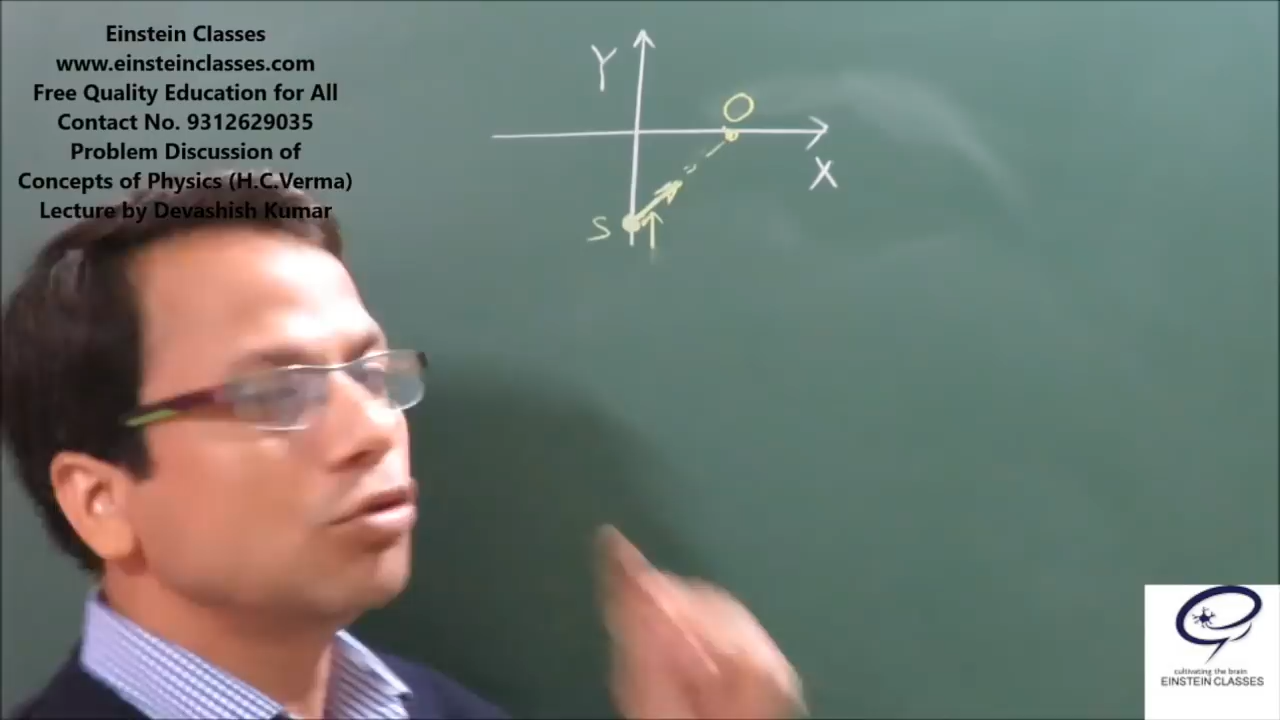 Einstein Classes
www.einsteinclasses.com
Free Quality Education for All
Contact No. 9312629035
Problem Discussion of
Concepts of Physics (H.C.Verma)
Lecture by Devashish Kumar
Y
O
X
S
cultivating the brain
EINSTEIN CLASSES